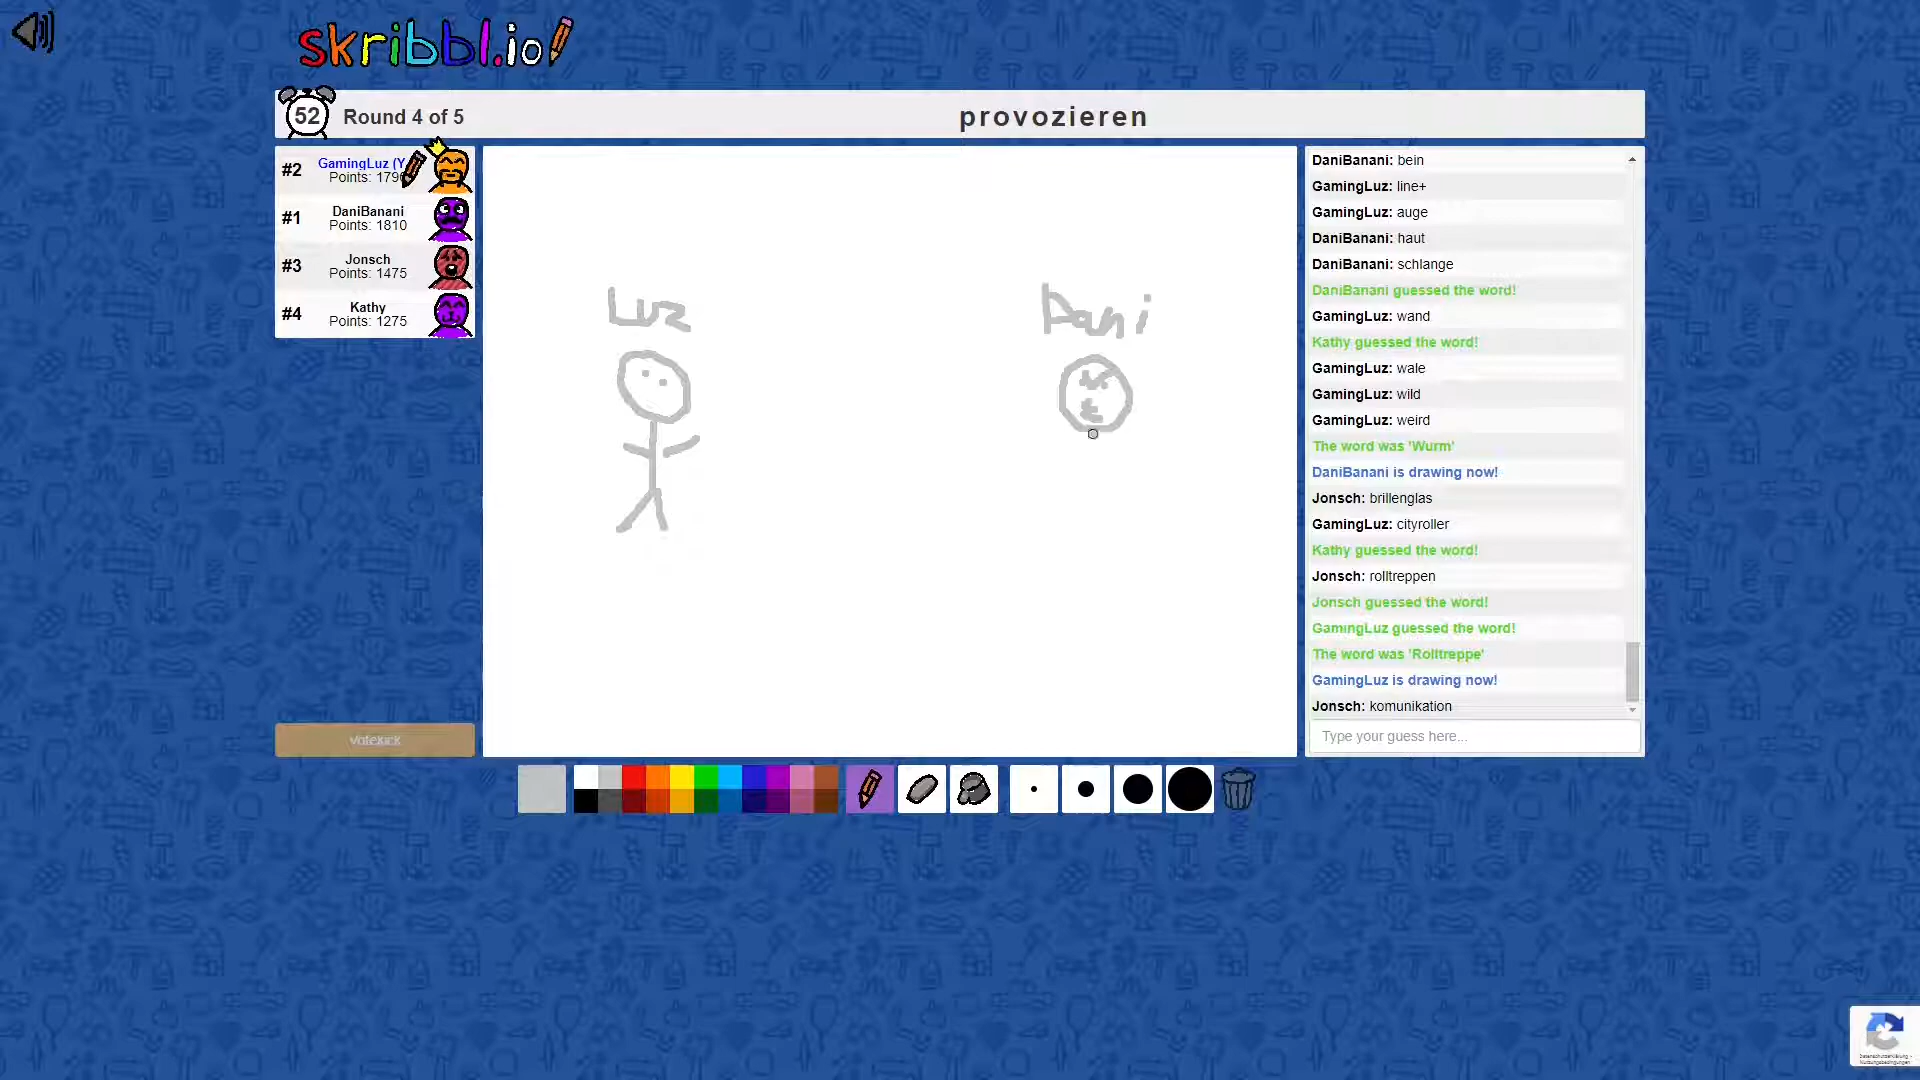 skribbl.io
52
Round 4 of 5
provozieren
#2
GamingLuz (Y
Points: 1796
#1
DaniBanani
Points: 1810
#3
Jonsch
Points: 1475
#4
Kathy
Points: 1275
votekick
Luz
Dani
DaniBanani: bein
GamingLuz: line+
GamingLuz: auge
DaniBanani: haut
DaniBanani: schlange
DaniBanani guessed the word!
GamingLuz: wand
Kathy guessed the word!
GamingLuz: wale
GamingLuz: wild
GamingLuz: weird
The word was 'Wurm'
DaniBanani is drawing now!
Jonsch: brillenglas
GamingLuz: cityroller
Kathy guessed the word!
Jonsch: rolltreppen
Jonsch guessed the word!
GamingLuz guessed the word!
The word was 'Rolltreppe'
GamingLuz is drawing now!
Jonsch: komunikation
Type your guess here...